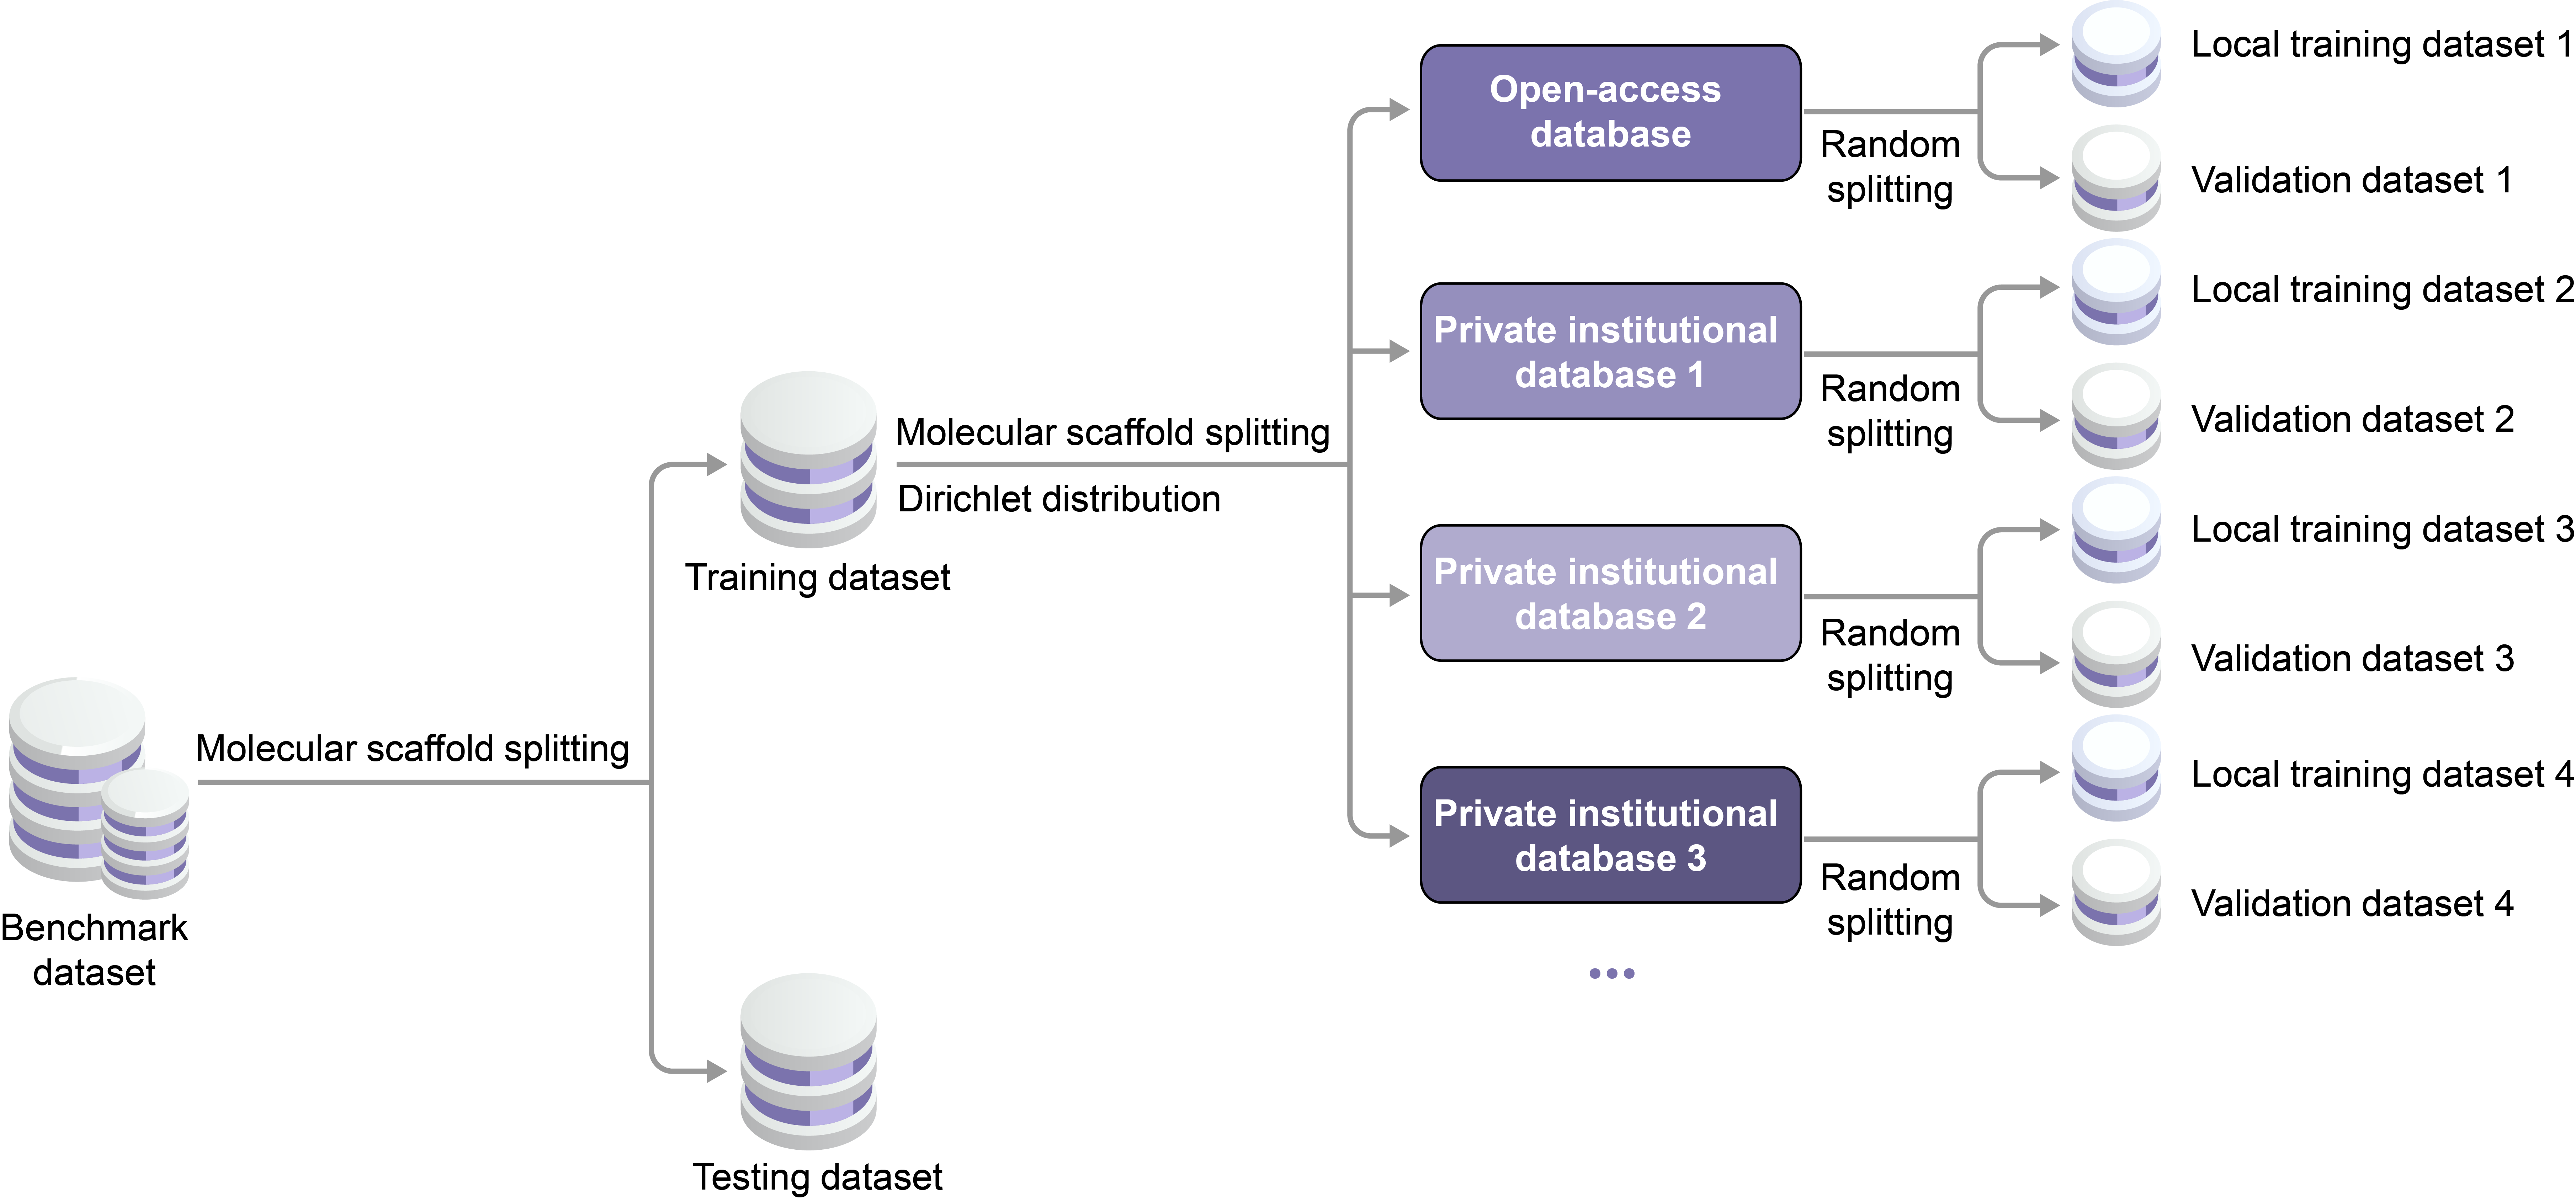 Benchmark
dataset
Molecular scaffold splitting
Training dataset
Testing dataset
Molecular scaffold splitting
Dirichlet distribution
Open-access
database
Random
splitting
Local training dataset 1
Validation dataset 1
Private institutional
database 1
Random
splitting
Local training dataset 2
Validation dataset 2
Private institutional
database 2
Random
splitting
Local training dataset 3
Validation dataset 3
Private institutional
database 3
Random
splitting
Local training dataset 4
Validation dataset 4
...